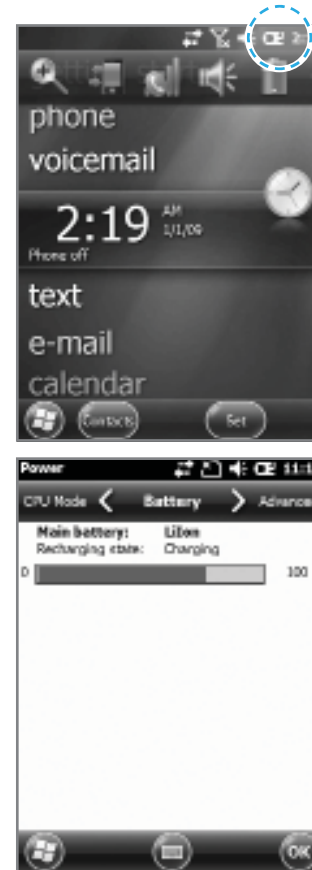 phone
voicemail
2:19 AM
1/1/09
Phone off
text
e-mail
calendar
Contacts
Set
Power
CPU Mode Battery
Main battery: LiIon
Recharging state: Charging
0 100
OK